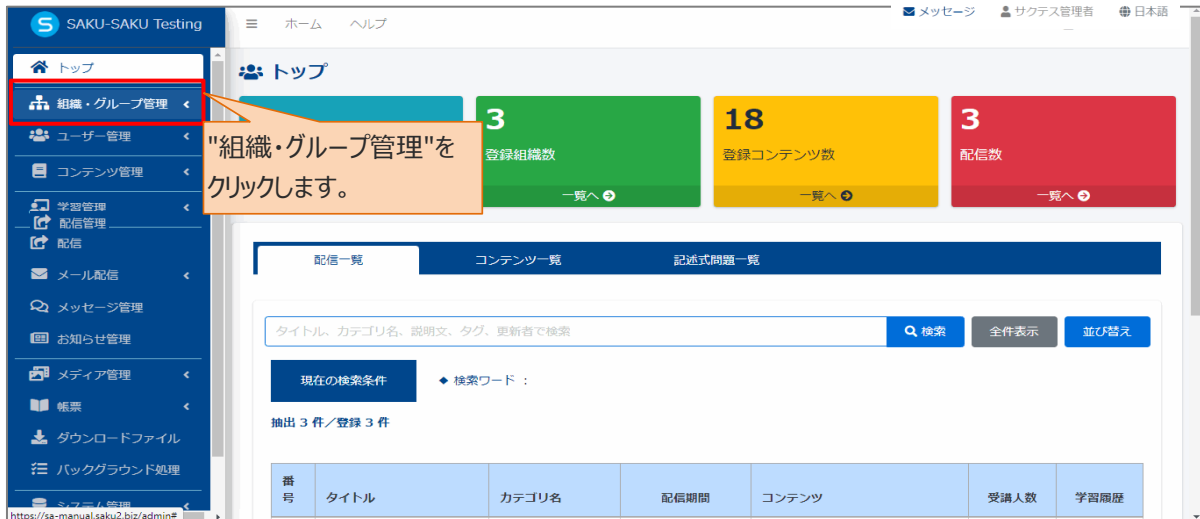 SAKU-SAKU Testing
ホーム ヘルプ
メッセージ サクテス管理者 日本語
トップ
組織・グループ管理
ユーザー管理
コンテンツ管理
学習管理
配信管理
配信
メール配信
メッセージ管理
お知らせ管理
メディア管理
帳票
ダウンロードファイル
バックグラウンド処理
システム管理
https://sa-manual.saku2.biz/admin#
トップ
"組織・グループ管理"を
クリックします。
3
登録組織数
一覧へ
18
登録コンテンツ数
一覧へ
3
配信数
一覧へ
配信一覧 コンテンツ一覧 記述式問題一覧
タイトル、カテゴリ名、説明文、タグ、更新者で検索 検索 全件表示 並び替え
現在の検索条件 ◆ 検索ワード :
抽出 3 件／登録 3 件
番号 タイトル カテゴリ名 配信期間 コンテンツ 受講人数 学習履歴